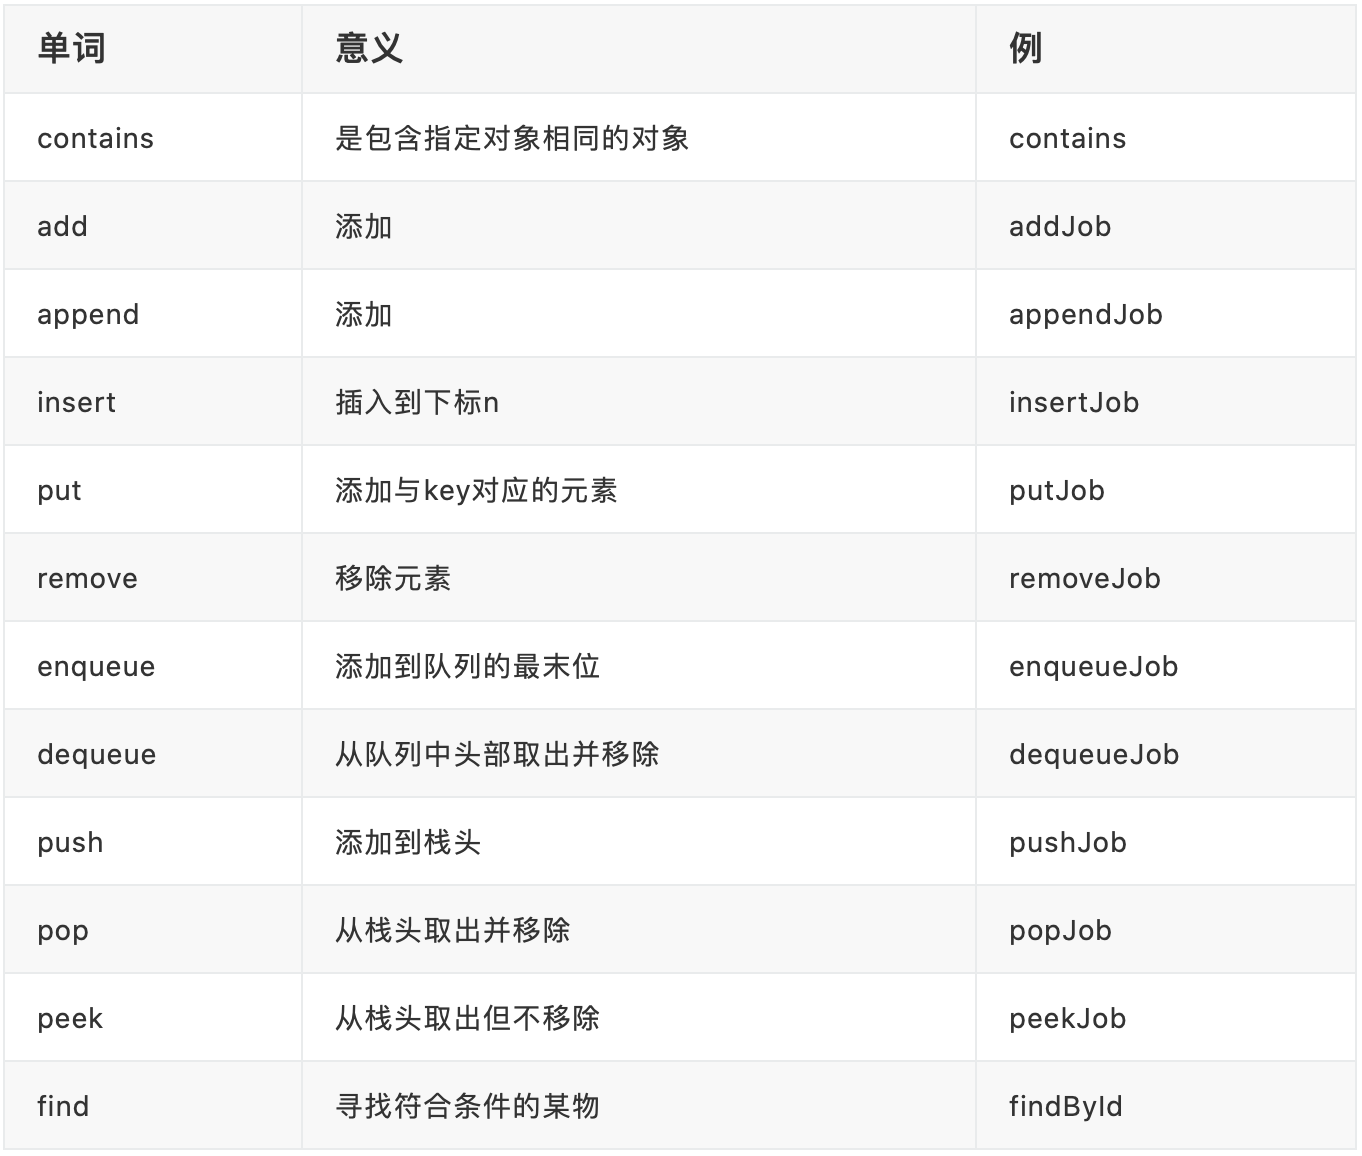 单词 意义 例
contains 是包含指定对象相同的对象 contains
add 添加 addJob
append 添加 appendJob
insert 插入到下标n insertJob
put 添加与key对应的元素 putJob
remove 移除元素 removeJob
enqueue 添加到队列的最末位 enqueueJob
dequeue 从队列中头部取出并移除 dequeueJob
push 添加到栈头 pushJob
pop 从栈头取出并移除 popJob
peek 从栈头取出但不移除 peekJob
find 寻找符合条件的某物 findById